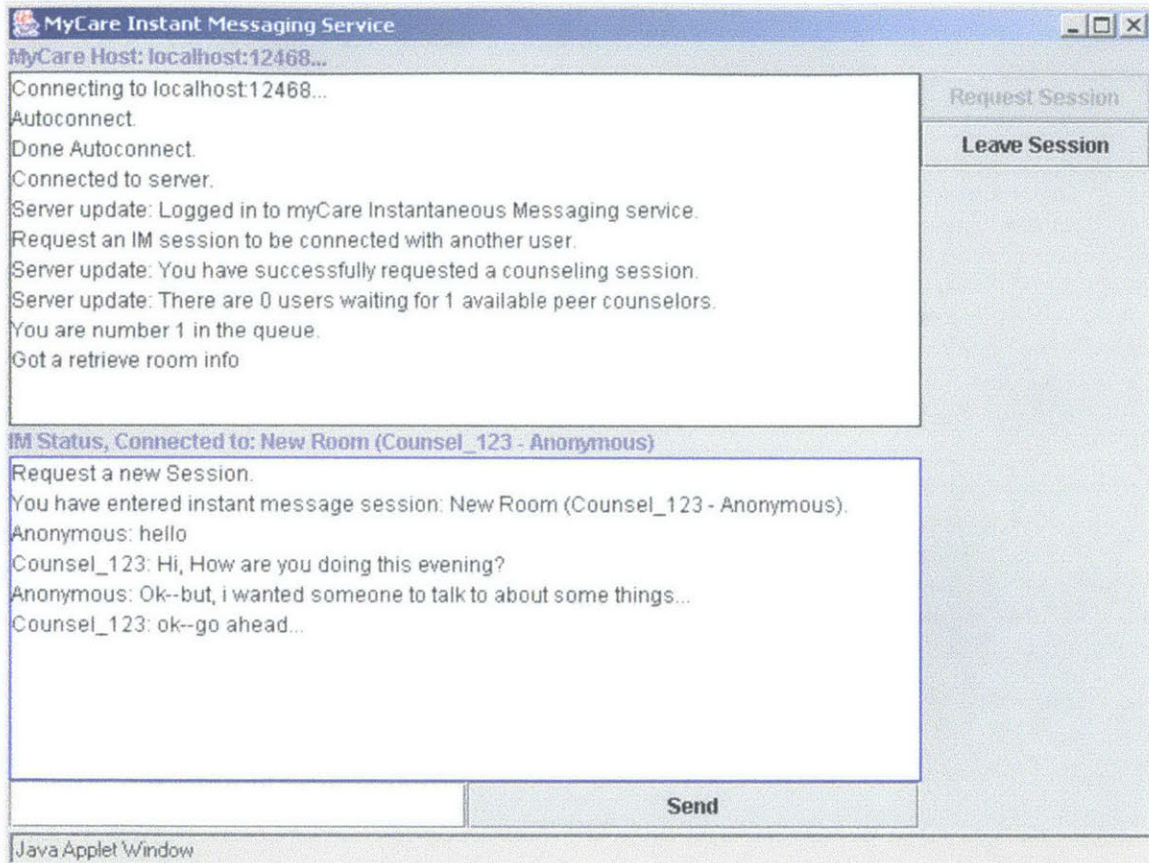 MyCare Instant Messaging Service
MyCare Host: localhost:12468...
Connecting to localhost:12468...
Autoconnect.
Done Autoconnect.
Connected to server.
Server update: Logged in to myCare Instantaneous Messaging service.
Request an IM session to be connected with another user.
Server update: You have successfully requested a counseling session.
Server update: There are 0 users waiting for 1 available peer counselors.
You are number 1 in the queue.
Got a retrieve room info
Request Session
Leave Session
IM Status, Connected to: New Room (Counsel_123 - Anonymous)
Request a new Session.
You have entered instant message session: New Room (Counsel_123 - Anonymous).
Anonymous: hello
Counsel_123: Hi, How are you doing this evening?
Anonymous: Ok--but, i wanted someone to talk to about some things...
Counsel_123: ok--go ahead...
Send
Java Applet Window